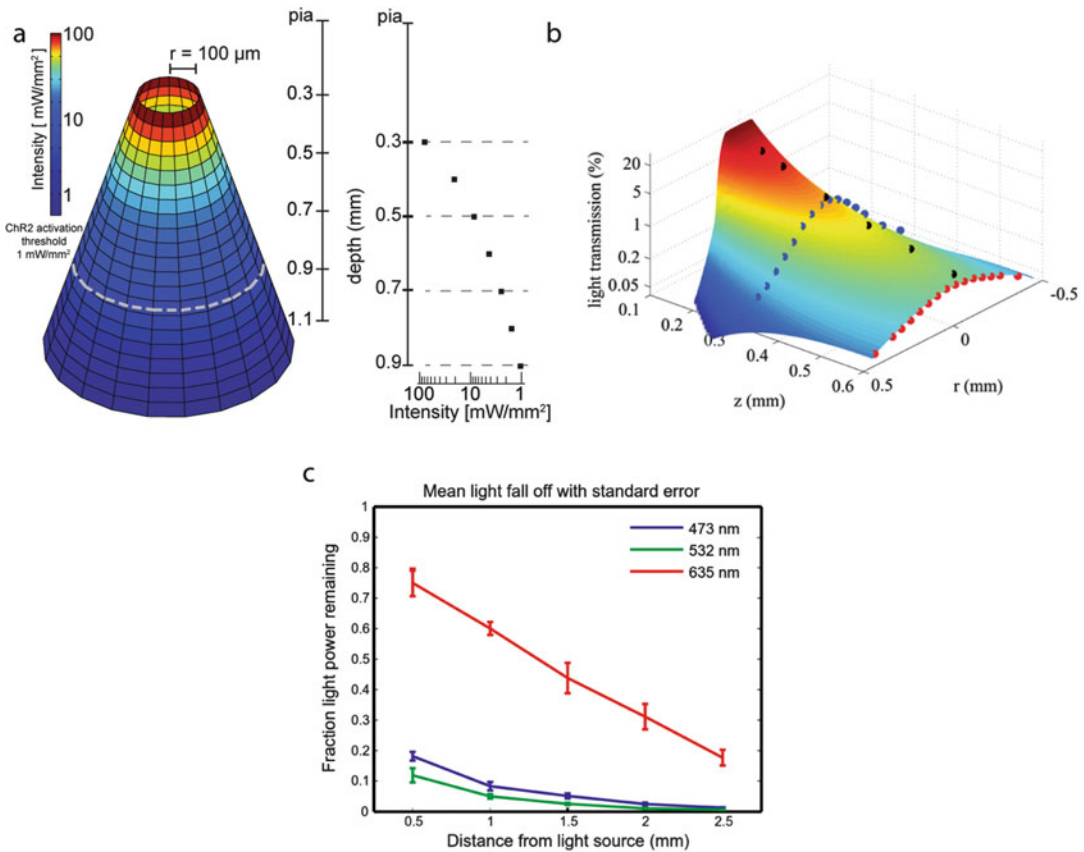 a
Intensity [ mW/mm²]
100
10
1
ChR2 activation
threshold
1 mW/mm²
r = 100 µm
pia
0.3
0.5
0.7
0.9
1.1
pia
depth (mm)
0.3
0.5
0.7
0.9
100 10 1
Intensity [mW/mm²]
b
light transmission (%)
20
5
1
0.2
0.05
0.1
0.2
0.3
0.4
0.5
0.6
z (mm)
0.5
0
-0.5
r (mm)
c
Mean light fall off with standard error
473 nm
532 nm
635 nm
Fraction light power remaining
1
0.9
0.8
0.7
0.6
0.5
0.4
0.3
0.2
0.1
0
0.5 1 1.5 2 2.5
Distance from light source (mm)